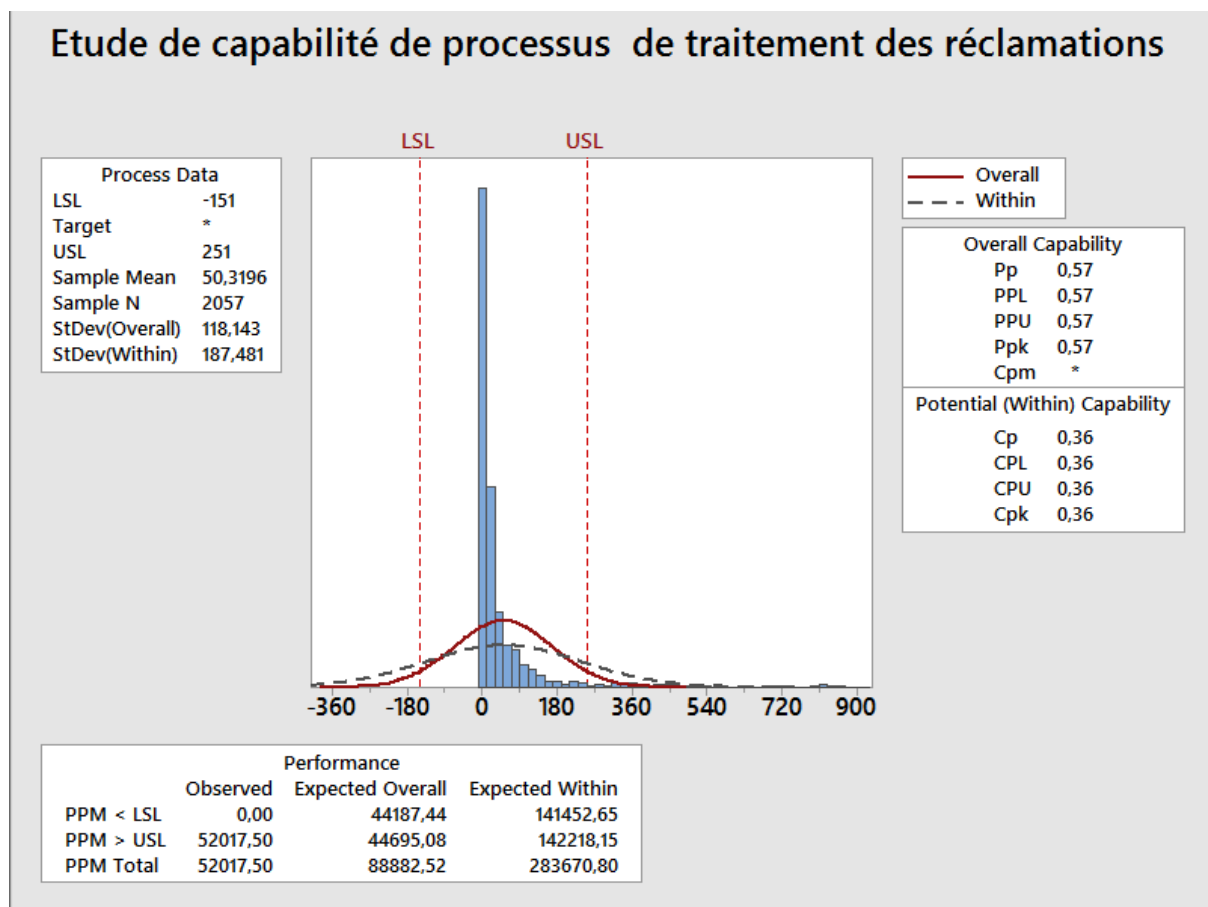 Etude de capabilité de processus  de traitement des réclamations
LSL USL
Process Data
LSL -151
Target *
USL 251
Sample Mean 50,3196
Sample N 2057
StDev(Overall) 118,143
StDev(Within) 187,481
Overall
Within
Overall Capability
Pp 0,57
PPL 0,57
PPU 0,57
Ppk 0,57
Cpm *
Potential (Within) Capability
Cp 0,36
CPL 0,36
CPU 0,36
Cpk 0,36
-360 -180 0 180 360 540 720 900
Performance
Observed Expected Overall Expected Within
PPM < LSL 0,00 44187,44 141452,65
PPM > USL 52017,50 44695,08 142218,15
PPM Total 52017,50 88882,52 283670,80